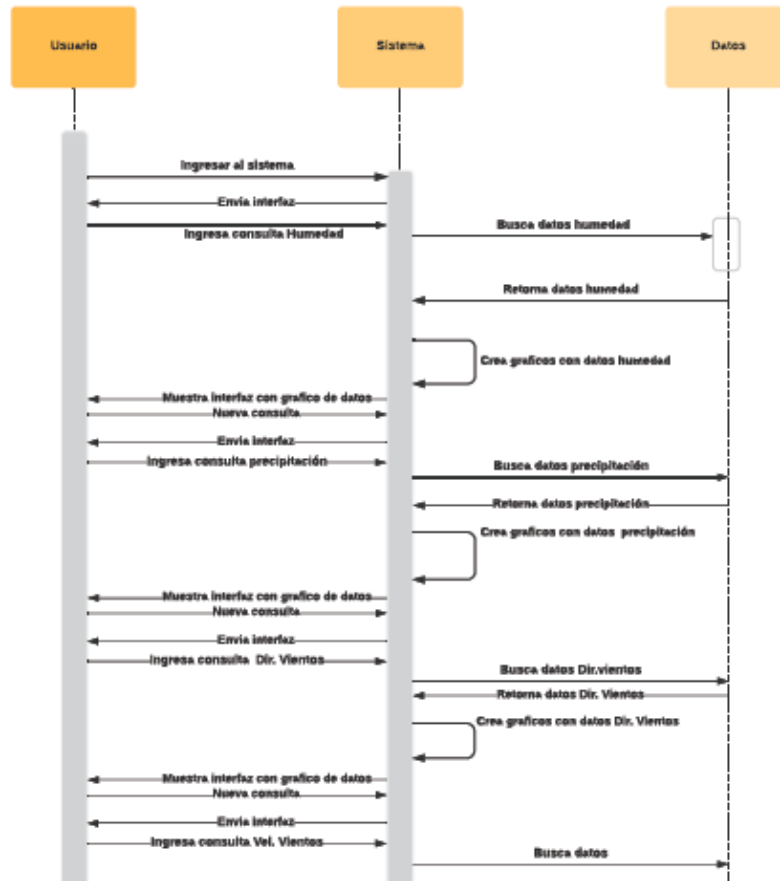 Usuario
Sistema
Datos
Ingresar al sistema
Envia interfaz
Ingresa consulta Humedad
Busca datos humedad
Retorna datos humedad
Crea graficos con datos humedad
Muestra interfaz con grafico de datos
Nueva consulta
Envia interfaz
Ingresa consulta precipitación
Busca datos precipitación
Retorna datos precipitación
Crea graficos con datos precipitación
Muestra interfaz con grafico de datos
Nueva consulta
Envia interfaz
Ingresa consulta Dir. Vientos
Busca datos Dir.vientos
Retorna datos Dir. Vientos
Crea graficos con datos Dir. Vientos
Muestra interfaz con grafico de datos
Nueva consulta
Envia interfaz
Ingresa consulta Vel. Vientos
Busca datos